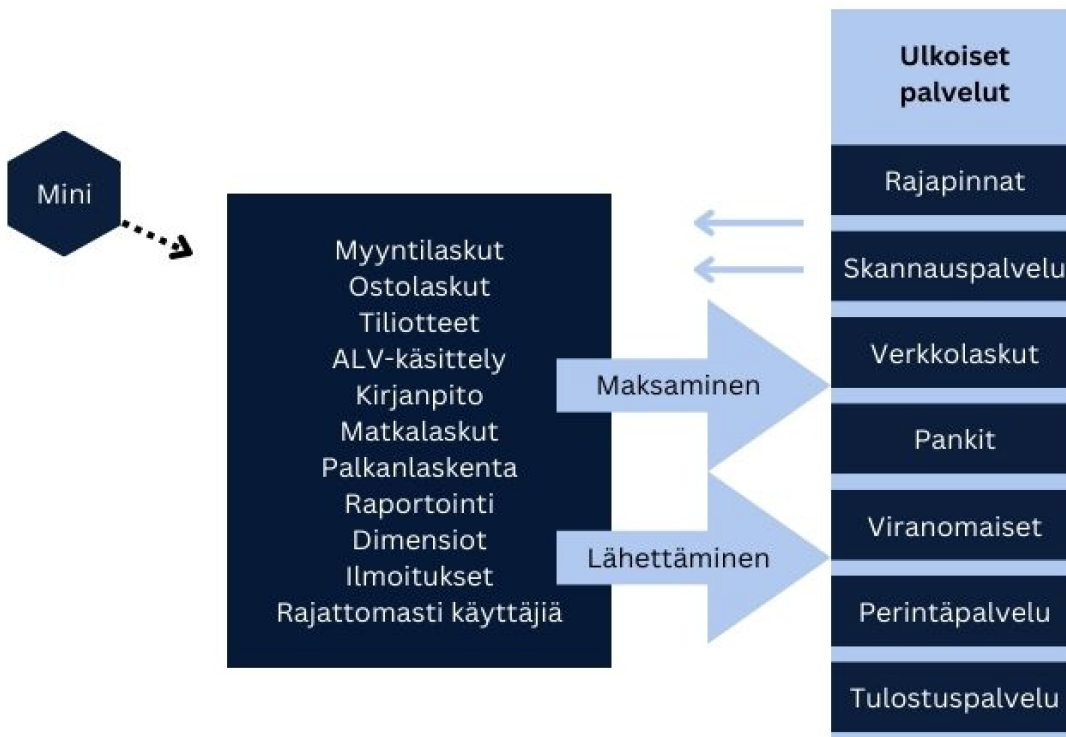 Mini
Myyntilaskut
Ostolaskut
Tiliotteet
ALV-käsittely
Kirjanpito
Matkalaskut
Palkanlaskenta
Raportointi
Dimensiot
Ilmoitukset
Rajattomasti käyttäjiä
Maksaminen
Lähettäminen
Ulkoiset
palvelut
Rajapinnat
Skannauspalvelu
Verkkolaskut
Pankit
Viranomaiset
Perintäpalvelu
Tulostuspalvelu